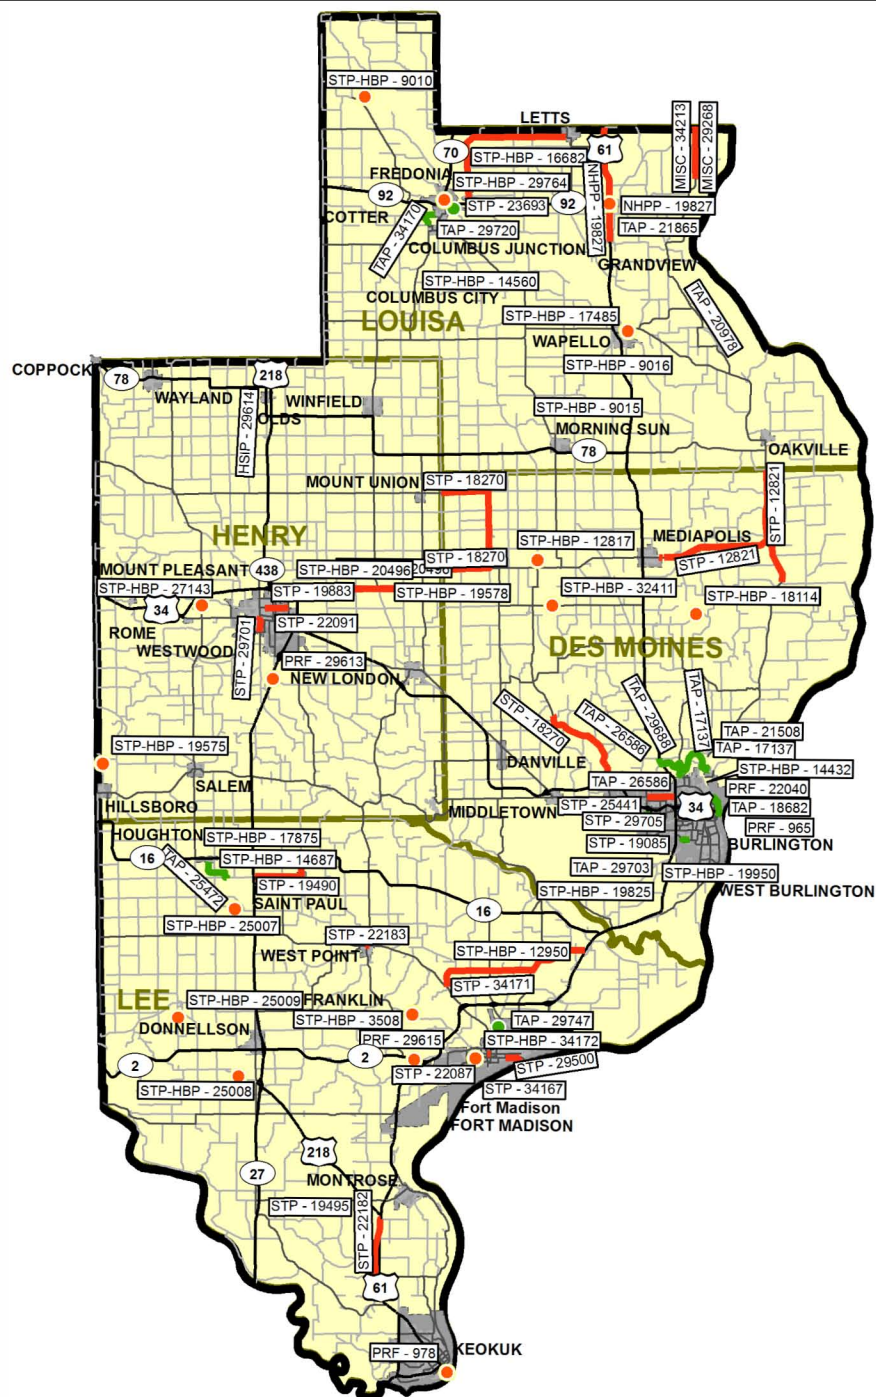 STP-HBP - 9010
LETTS
MISC - 34213
MISC - 29268
61
70
STP-HBP - 16682
FREDONIA
STP-HBP - 29764
NHPP - 19827
92
STP - 23693
92
NHPP - 19827
COTTER
TAP - 34170
TAP - 29720
TAP - 21865
COLUMBUS JUNCTION
GRANDVIEW
STP-HBP - 14560
COLUMBUS CITY
TAP - 20978
LOUISA
STP-HBP - 17485
WAPELLO
COPPOCK
STP-HBP - 9016
78
218
WAYLAND
WINFIELD
STP-HBP - 9015
OLDS
HSIP - 29614
MORNING SUN
78
OAKVILLE
MOUNT UNION
STP - 18270
STP - 12821
HENRY
STP-HBP - 12817
MEDIAPOLIS
STP - 18270
STP - 12821
MOUNT PLEASANT
438
STP-HBP - 20496
STP-HBP - 27143
STP - 19883
STP-HBP - 19578
STP-HBP - 32411
STP-HBP - 18114
34
STP - 22091
ROME
WESTWOOD
STP - 29701
DES MOINES
PRF - 29613
NEW LONDON
STP - 18270
TAP - 26586
TAP - 29688
TAP - 17137
TAP - 21508
STP-HBP - 19575
TAP - 17137
DANVILLE
STP-HBP - 14432
SALEM
TAP - 26586
PRF - 22040
HILLSBORO
MIDDLETOWN
STP - 25441
34
TAP - 18682
STP - 29705
PRF - 965
HOUGHTON
STP-HBP - 17875
STP - 19085
BURLINGTON
16
STP-HBP - 14687
TAP - 29703
STP-HBP - 19950
TAP - 25472
STP - 19490
STP-HBP - 19825
WEST BURLINGTON
SAINT PAUL
16
STP-HBP - 25007
STP - 22183
WEST POINT
STP-HBP - 12950
STP - 34171
LEE
STP-HBP - 25009
FRANKLIN
DONNELLSON
STP-HBP - 3508
TAP - 29747
PRF - 29615
STP-HBP - 34172
2
2
STP - 22087
STP - 29500
STP-HBP - 25008
STP - 34167
Fort Madison
FORT MADISON
218
27
MONTROSE
STP - 19495
STP - 22182
61
PRF - 978
KEOKUK